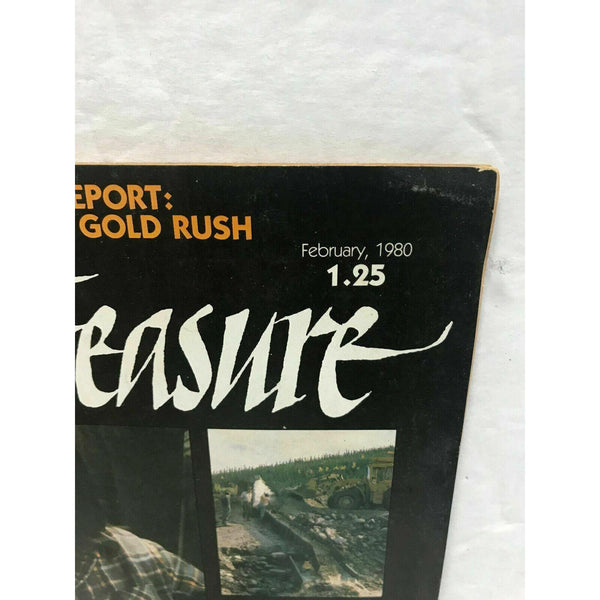 EPORT:
GOLD RUSH
February, 1980
1.25
easure